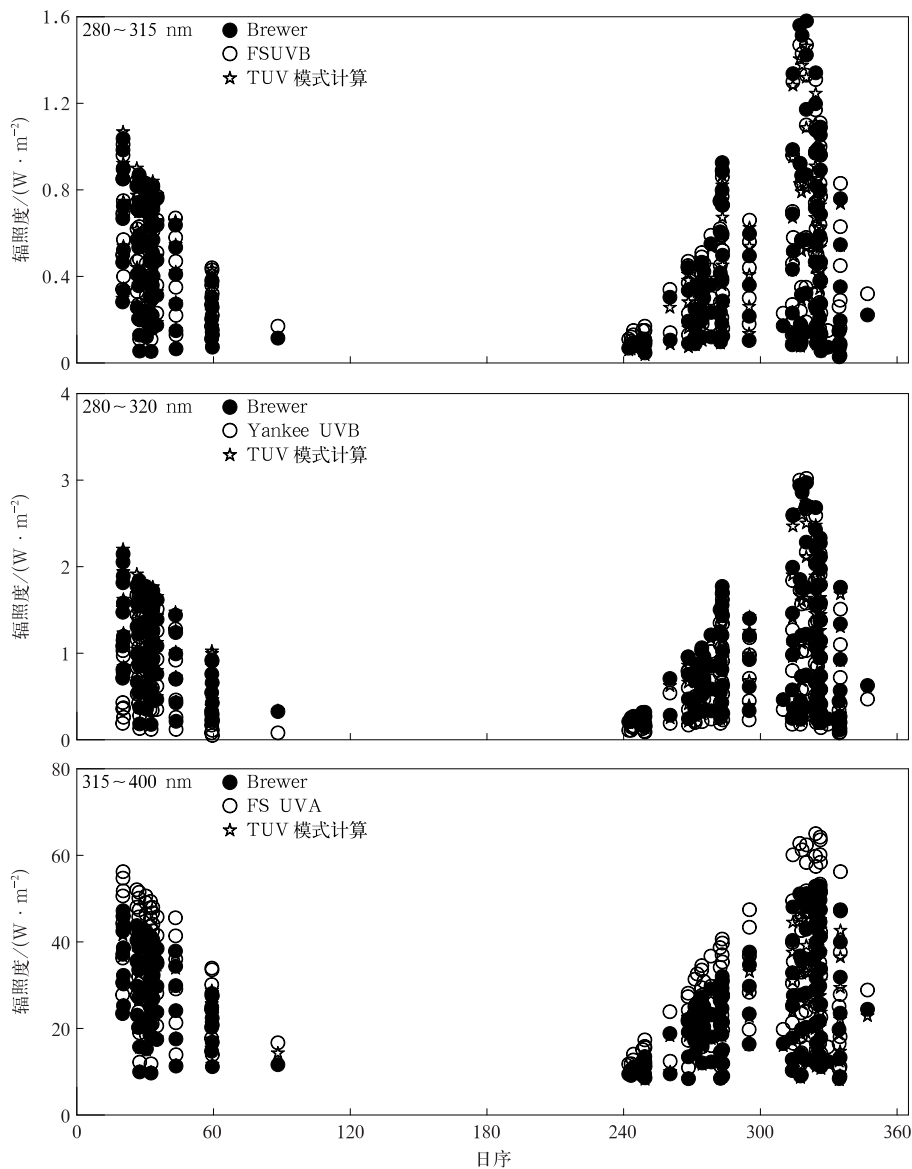 1.6
280~315 nm
Brewer
FSUVB
TUV 模式计算
1.2
0.8
0.4
0
辐照度/(W · m⁻²)
4
280~320 nm
Brewer
Yankee UVB
TUV 模式计算
3
2
1
0
辐照度/(W · m⁻²)
80
315~400 nm
Brewer
FS UVA
TUV 模式计算
60
40
20
0
辐照度/(W · m⁻²)
0 60 120 180 240 300 360
日序